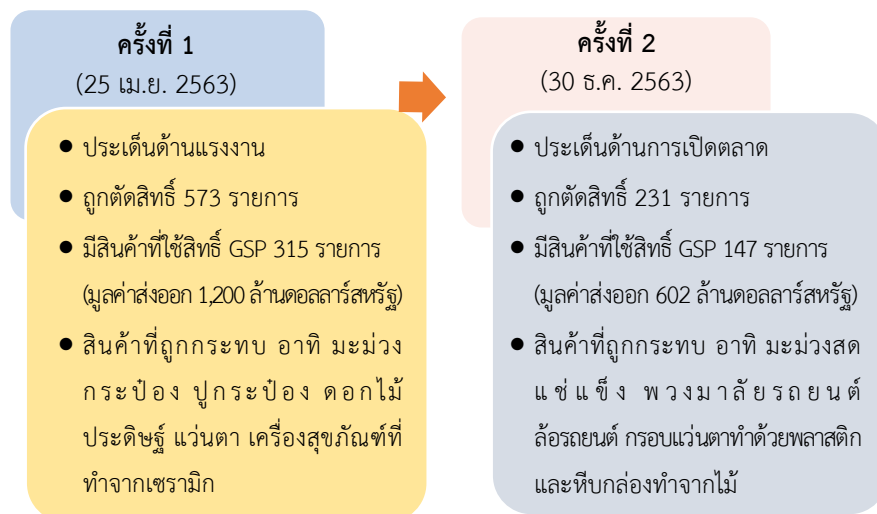 ครั้งที่ 1
(25 เม.ย. 2563)
● ประเด็นด้านแรงงาน
● ถูกตัดสิทธิ์ 573 รายการ
● มีสินค้าที่ใช้สิทธิ์ GSP 315 รายการ
(มูลค่าส่งออก 1,200 ล้านดอลลาร์สหรัฐ)
● สินค้าที่ถูกกระทบ อาทิ มะม่วง
กระป๋อง ปูกระป๋อง ดอกไม้
ประดิษฐ์ แว่นตา เครื่องสุขภัณฑ์ที่
ทำจากเซรามิก
ครั้งที่ 2
(30 ธ.ค. 2563)
● ประเด็นด้านการเปิดตลาด
● ถูกตัดสิทธิ์ 231 รายการ
● มีสินค้าที่ใช้สิทธิ์ GSP 147 รายการ
(มูลค่าส่งออก 602 ล้านดอลลาร์สหรัฐ)
● สินค้าที่ถูกกระทบ อาทิ มะม่วงสด
แช่แข็ง พวงมาลัยรถยนต์
ล้อรถยนต์ กรอบแว่นตาทำด้วยพลาสติก
และหีบกล่องทำจากไม้